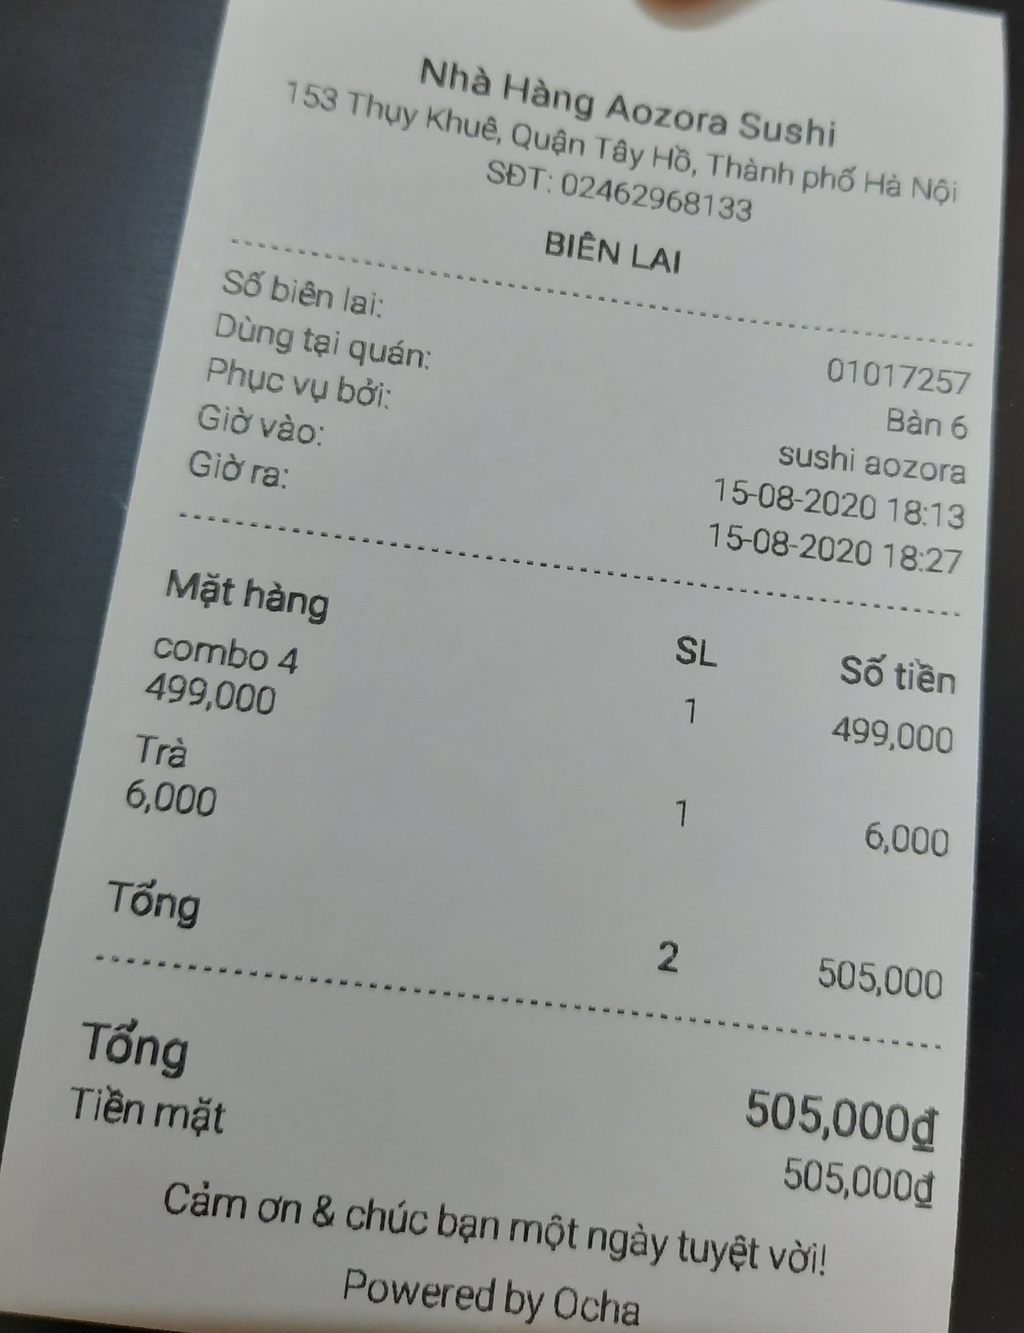 Nhà Hàng Aozora Sushi
153 Thụy Khuê, Quận Tây Hồ, Thành phố Hà Nội
SĐT: 02462968133
BIÊN LAI
Số biên lai: 01017257
Dùng tại quán: Bàn 6
Phục vụ bởi: sushi aozora
Giờ vào: 15-08-2020 18:13
Giờ ra: 15-08-2020 18:27
Mặt hàng SL Số tiền
combo 4
499,000 1 499,000
Trà
6,000 1 6,000
Tổng 2 505,000
Tổng 505,000₫
Tiền mặt 505,000₫
Cảm ơn & chúc bạn một ngày tuyệt vời!
Powered by Ocha